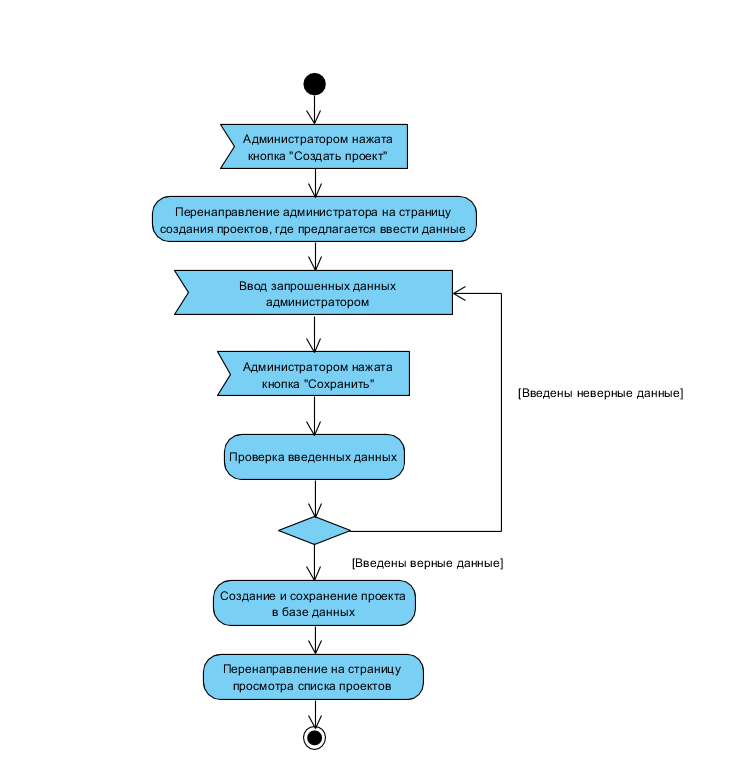 Администратором нажата
кнопка "Создать проект"
Перенаправление администратора на страницу
создания проектов, где предлагается ввести данные
Ввод запрошенных данных
администратором
Администратором нажата
кнопка "Сохранить"
[Введены неверные данные]
Проверка введенных данных
[Введены верные данные]
Создание и сохранение проекта
в базе данных
Перенаправление на страницу
просмотра списка проектов